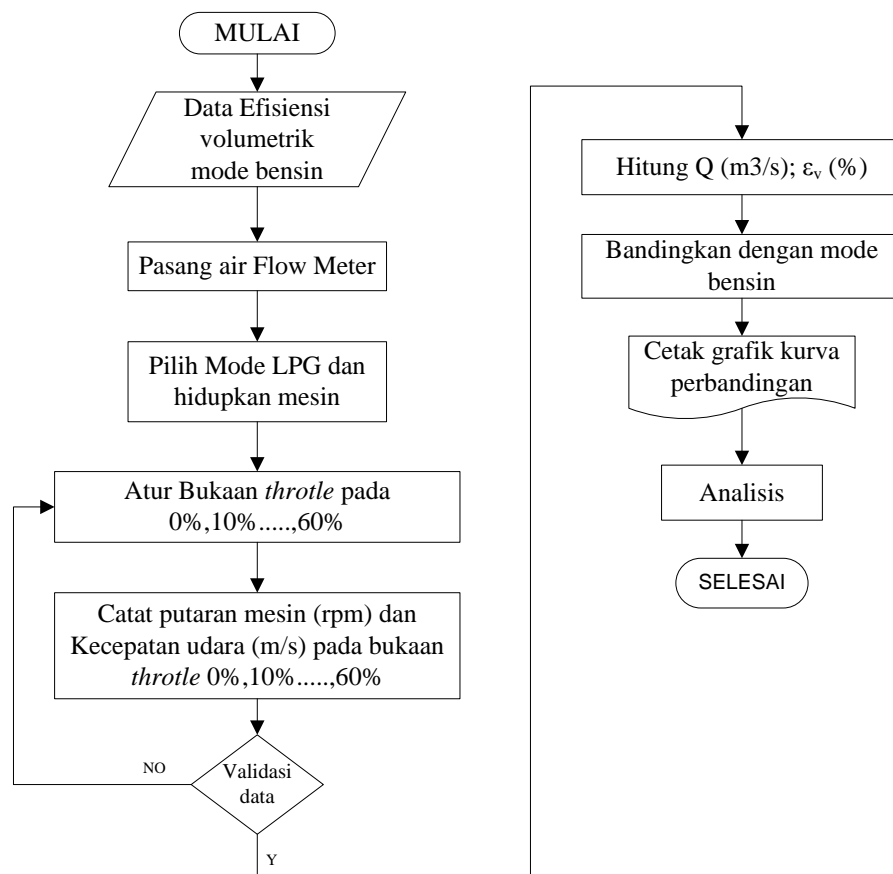 MULAI
Data Efisiensi
volumetrik
mode bensin
Pasang air Flow Meter
Pilih Mode LPG dan
hidupkan mesin
Atur Bukaan throtle pada
0%,10%.....,60%
Catat putaran mesin (rpm) dan
Kecepatan udara (m/s) pada bukaan
throtle 0%,10%.....,60%
Validasi
data
NO
Y
Hitung Q (m3/s); εv (%)
Bandingkan dengan mode
bensin
Cetak grafik kurva
perbandingan
Analisis
SELESAI